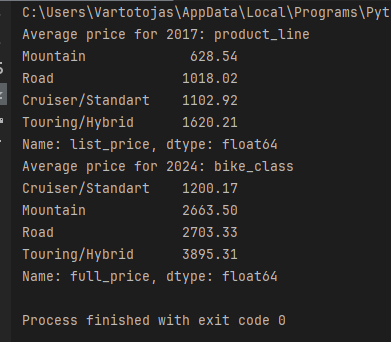 C:\Users\Vartotojas\AppData\Local\Programs\Pyt
Average price for 2017: product_line
Mountain            628.54
Road               1018.02
Cruiser/Standart   1102.92
Touring/Hybrid     1620.21
Name: list_price, dtype: float64
Average price for 2024: bike_class
Cruiser/Standart   1200.17
Mountain           2663.50
Road               2703.33
Touring/Hybrid     3895.31
Name: full_price, dtype: float64
Process finished with exit code 0